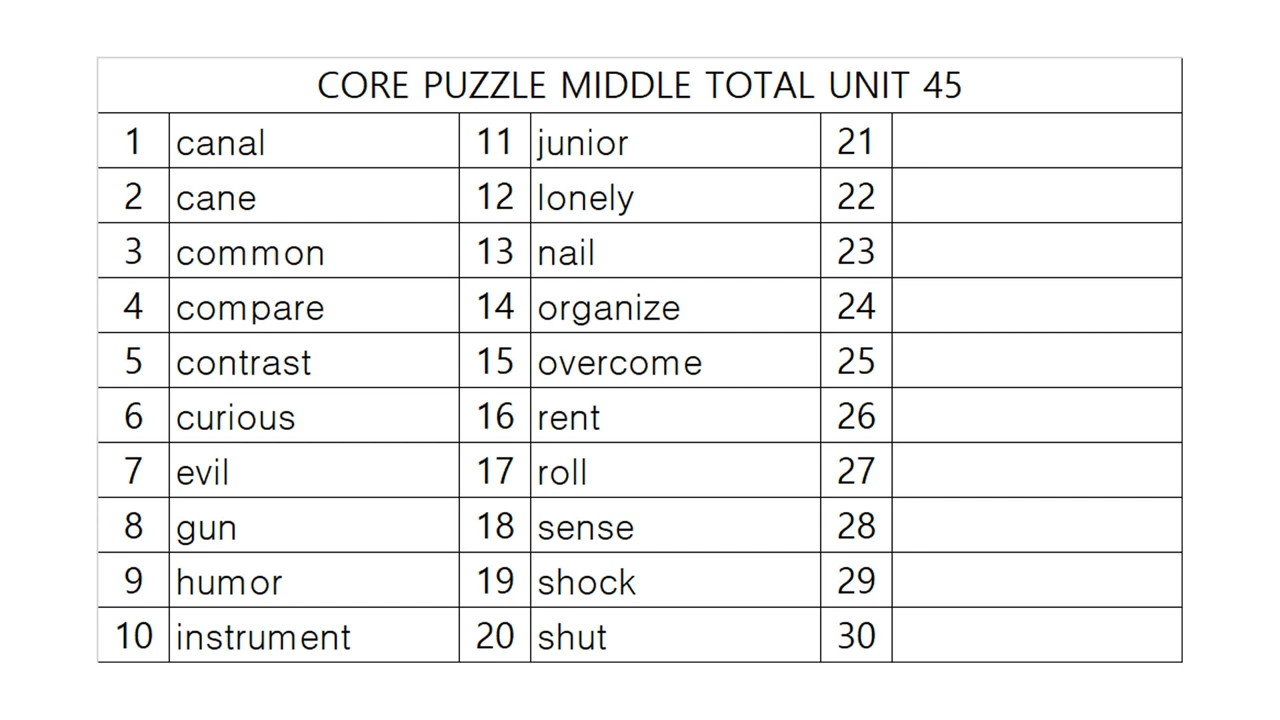 CORE PUZZLE MIDDLE TOTAL UNIT 45
1 canal 11 junior 21
2 cane 12 lonely 22
3 common 13 nail 23
4 compare 14 organize 24
5 contrast 15 overcome 25
6 curious 16 rent 26
7 evil 17 roll 27
8 gun 18 sense 28
9 humor 19 shock 29
10 instrument 20 shut 30